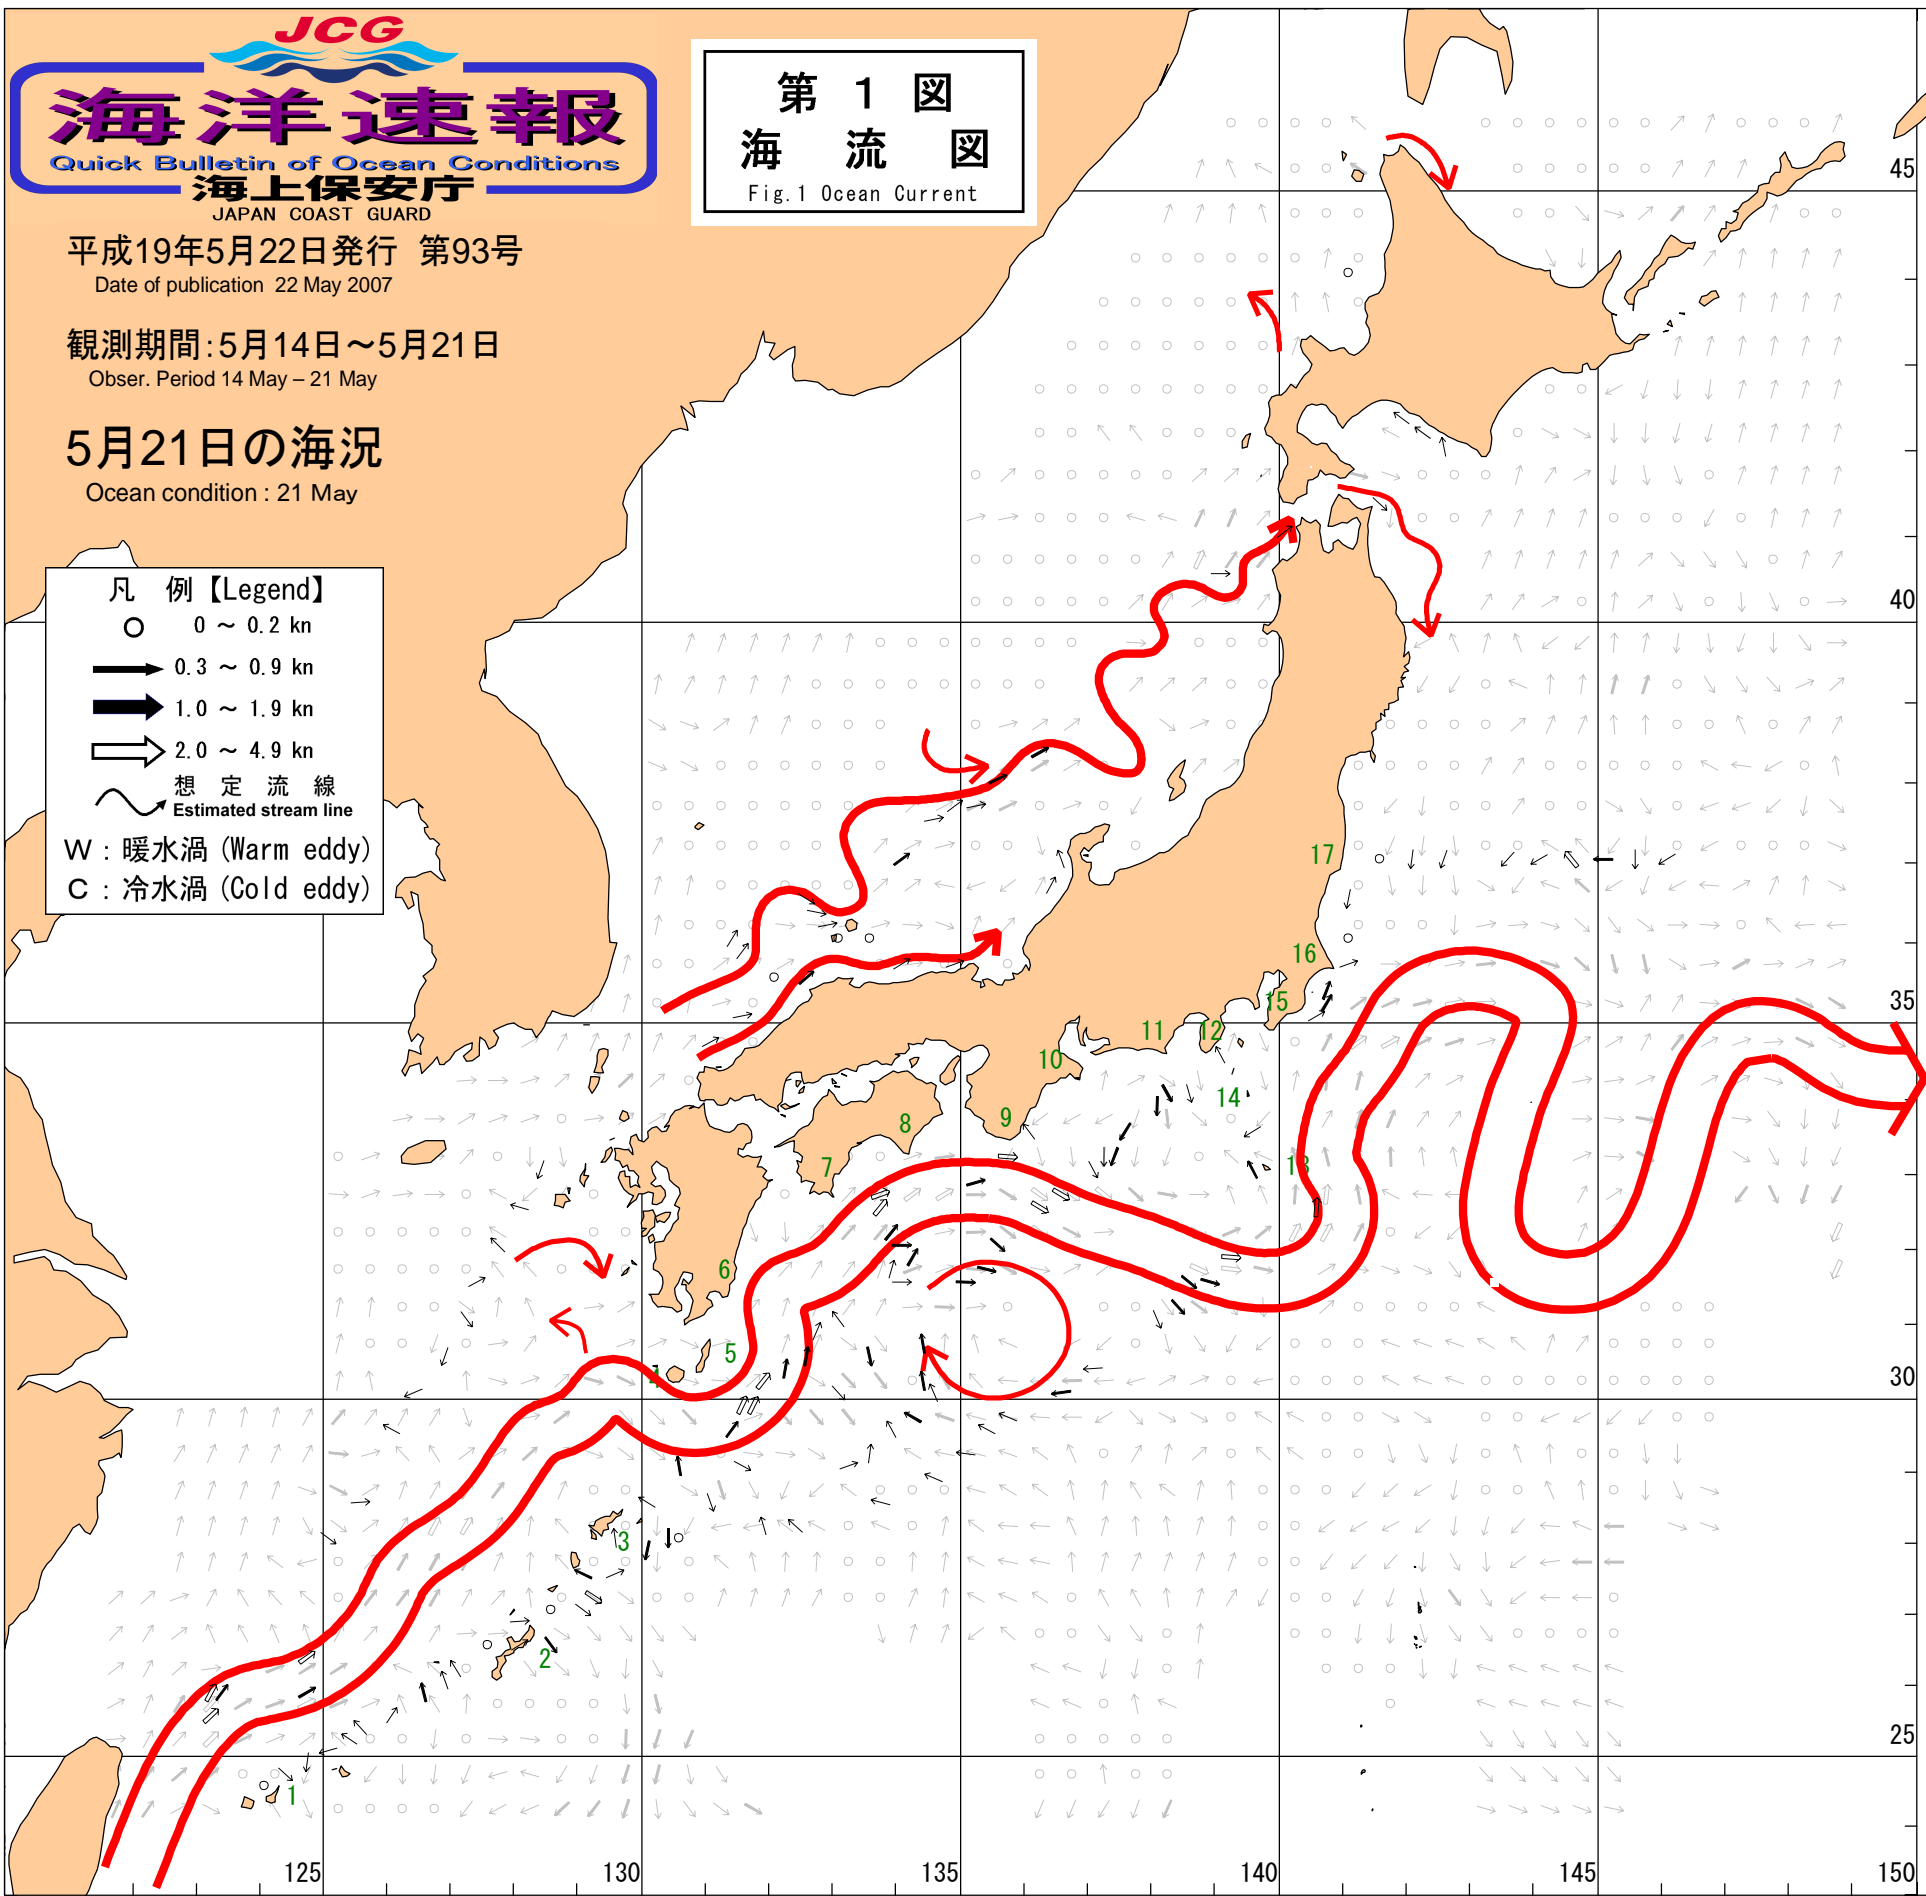 JCG
海洋速報
Quick Bulletin of Ocean Conditions
海上保安庁
JAPAN COAST GUARD
平成19年5月22日発行 第93号
Date of publication 22 May 2007
観測期間:5月14日～5月21日
Obser. Period 14 May – 21 May
5月21日の海況
Ocean condition : 21 May
第 1 図
海 流 図
Fig.1 Ocean Current
凡 例【Legend】
0 ～ 0.2 kn
0.3 ～ 0.9 kn
1.0 ～ 1.9 kn
2.0 ～ 4.9 kn
想 定 流 線
Estimated stream line
W : 暖水渦 (Warm eddy)
C : 冷水渦 (Cold eddy)
45
40
17
16
35
15
11
12
10
14
9
8
13
7
6
5
4
30
3
2
25
1
125
130
135
140
145
150